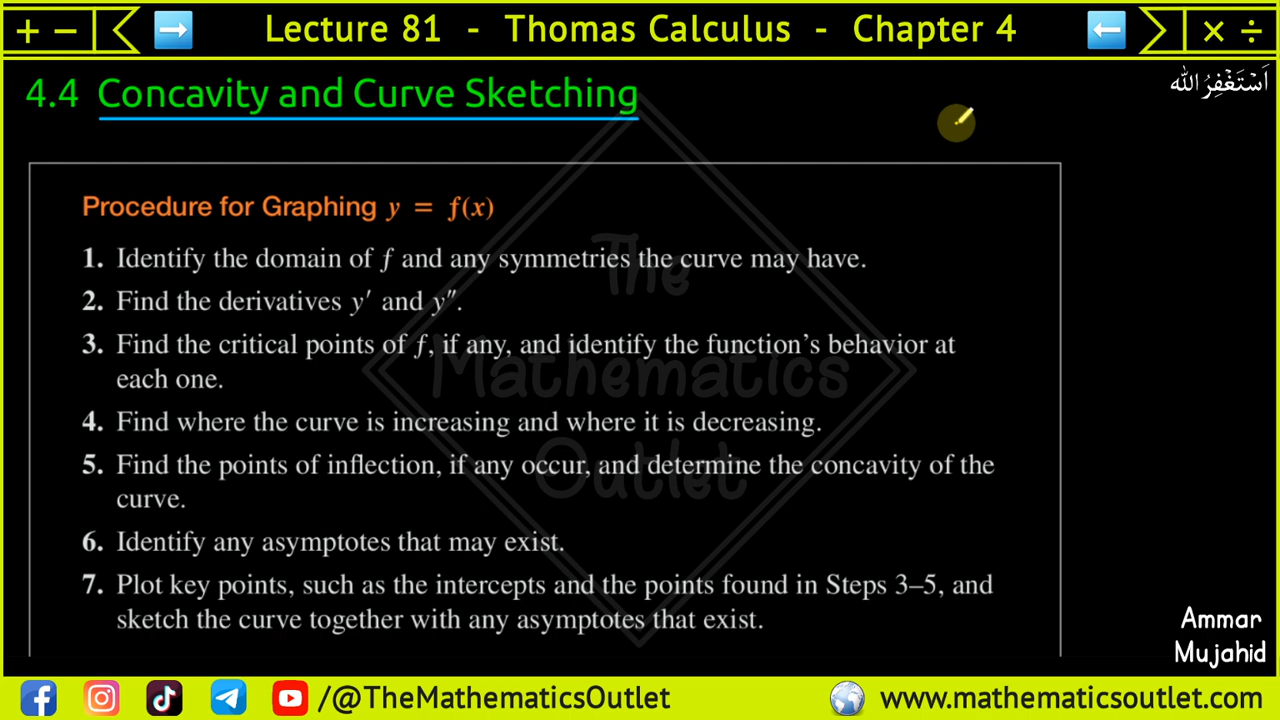 + − Lecture 81 - Thomas Calculus - Chapter 4 × ÷
4.4 Concavity and Curve Sketching
اَسْتَغْفِرُ اللّٰه
Procedure for Graphing y = f(x)
1. Identify the domain of f and any symmetries the curve may have.
2. Find the derivatives y′ and y″.
3. Find the critical points of f, if any, and identify the function’s behavior at
each one.
4. Find where the curve is increasing and where it is decreasing.
5. Find the points of inflection, if any occur, and determine the concavity of the
curve.
6. Identify any asymptotes that may exist.
7. Plot key points, such as the intercepts and the points found in Steps 3–5, and
sketch the curve together with any asymptotes that exist.
The
Mathematics
Outlet
Ammar
Mujahid
/@TheMathematicsOutlet www.mathematicsoutlet.com